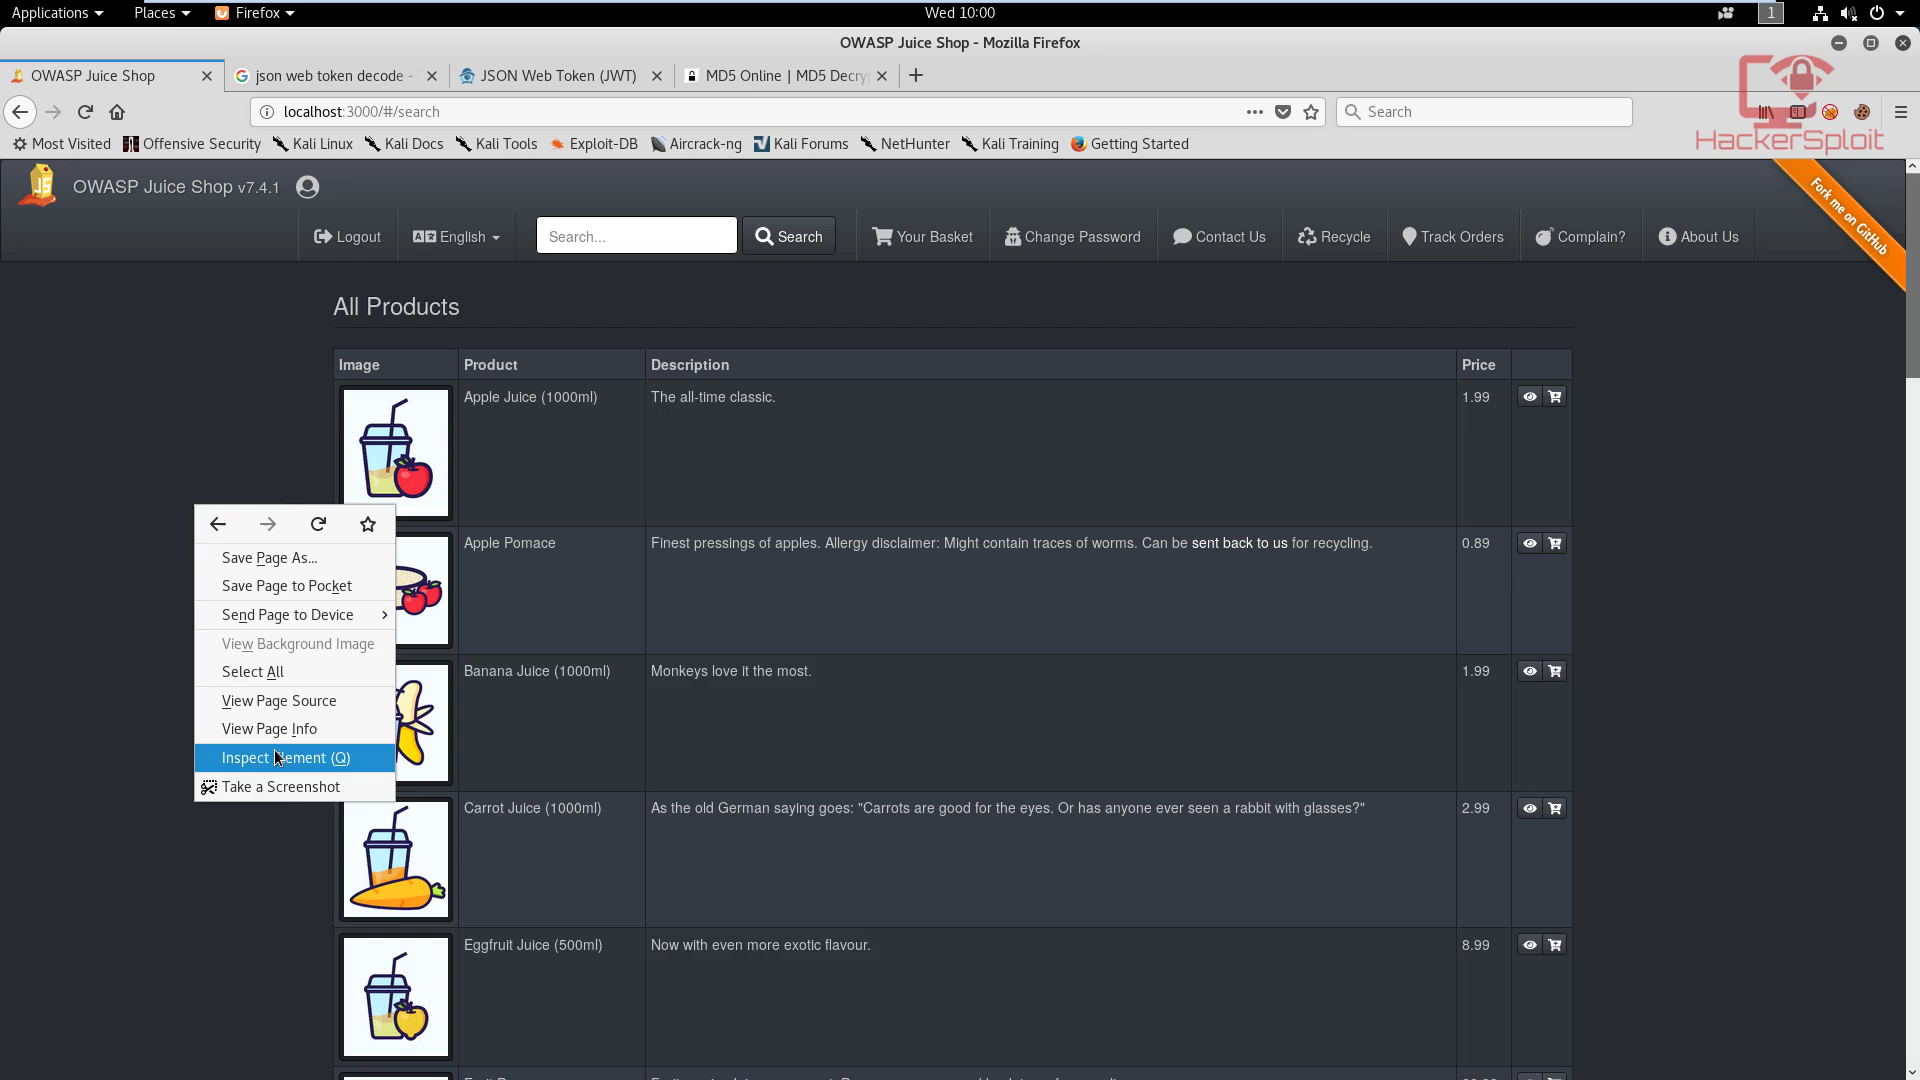 Applications Places Firefox Wed 10:00 1
OWASP Juice Shop - Mozilla Firefox
OWASP Juice Shop json web token decode - JSON Web Token (JWT) MD5 Online | MD5 Decry
localhost:3000/#/search Search
Most Visited Offensive Security Kali Linux Kali Docs Kali Tools Exploit-DB Aircrack-ng Kali Forums NetHunter Kali Training Getting Started
HackerSploit
OWASP Juice Shop v7.4.1
Fork me on GitHub
Logout English Search... Search Your Basket Change Password Contact Us Recycle Track Orders Complain? About Us
All Products
Image Product Description Price
Apple Juice (1000ml) The all-time classic. 1.99
Apple Pomace Finest pressings of apples. Allergy disclaimer: Might contain traces of worms. Can be sent back to us for recycling. 0.89
Banana Juice (1000ml) Monkeys love it the most. 1.99
Carrot Juice (1000ml) As the old German saying goes: "Carrots are good for the eyes. Or has anyone ever seen a rabbit with glasses?" 2.99
Eggfruit Juice (500ml) Now with even more exotic flavour. 8.99
Save Page As...
Save Page to Pocket
Send Page to Device
View Background Image
Select All
View Page Source
View Page Info
Inspect Element (Q)
Take a Screenshot